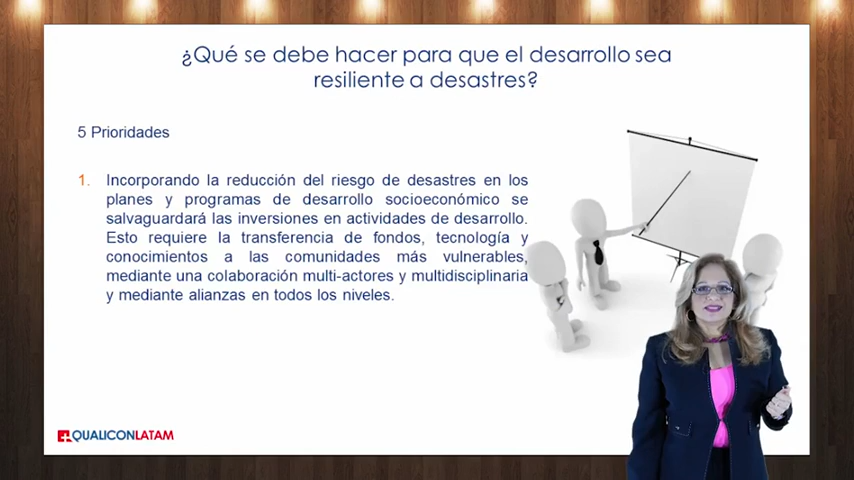 ¿Qué se debe hacer para que el desarrollo sea
resiliente a desastres?
5 Prioridades
1. Incorporando la reducción del riesgo de desastres en los
planes y programas de desarrollo socioeconómico se
salvaguardará las inversiones en actividades de desarrollo.
Esto requiere la transferencia de fondos, tecnología y
conocimientos a las comunidades más vulnerables,
mediante una colaboración multi-actores y multidisciplinaria
y mediante alianzas en todos los niveles.
QUALICONLATAM